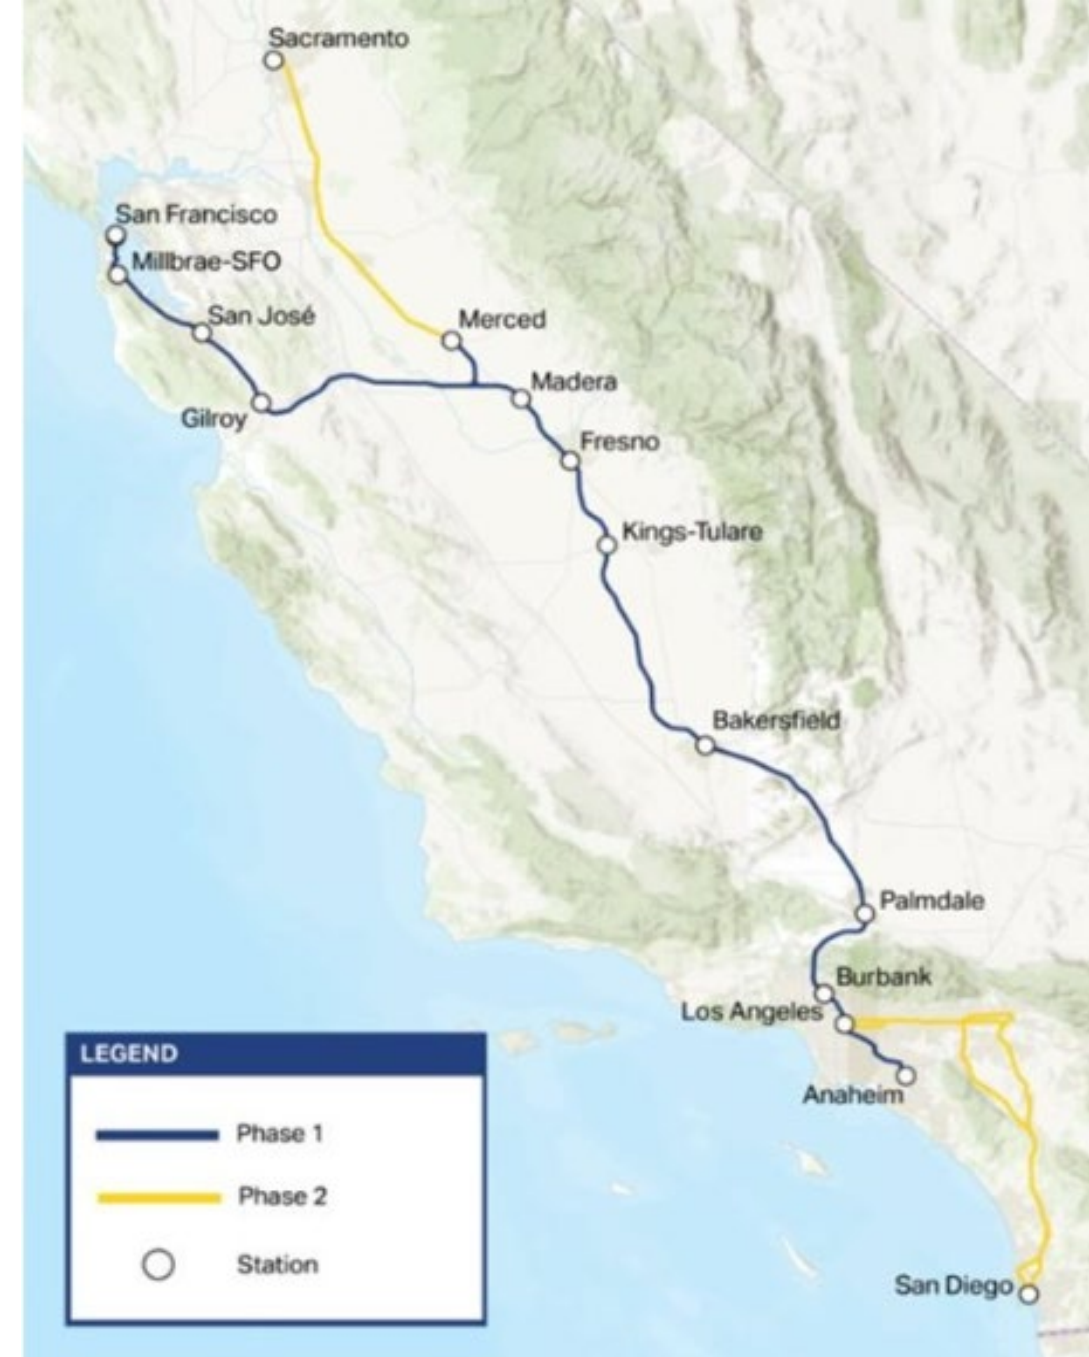 Sacramento
San Francisco
Millbrae-SFO
San José
Merced
Gilroy
Madera
Fresno
Kings-Tulare
Bakersfield
Palmdale
Burbank
Los Angeles
Anaheim
San Diego
LEGEND
Phase 1
Phase 2
Station